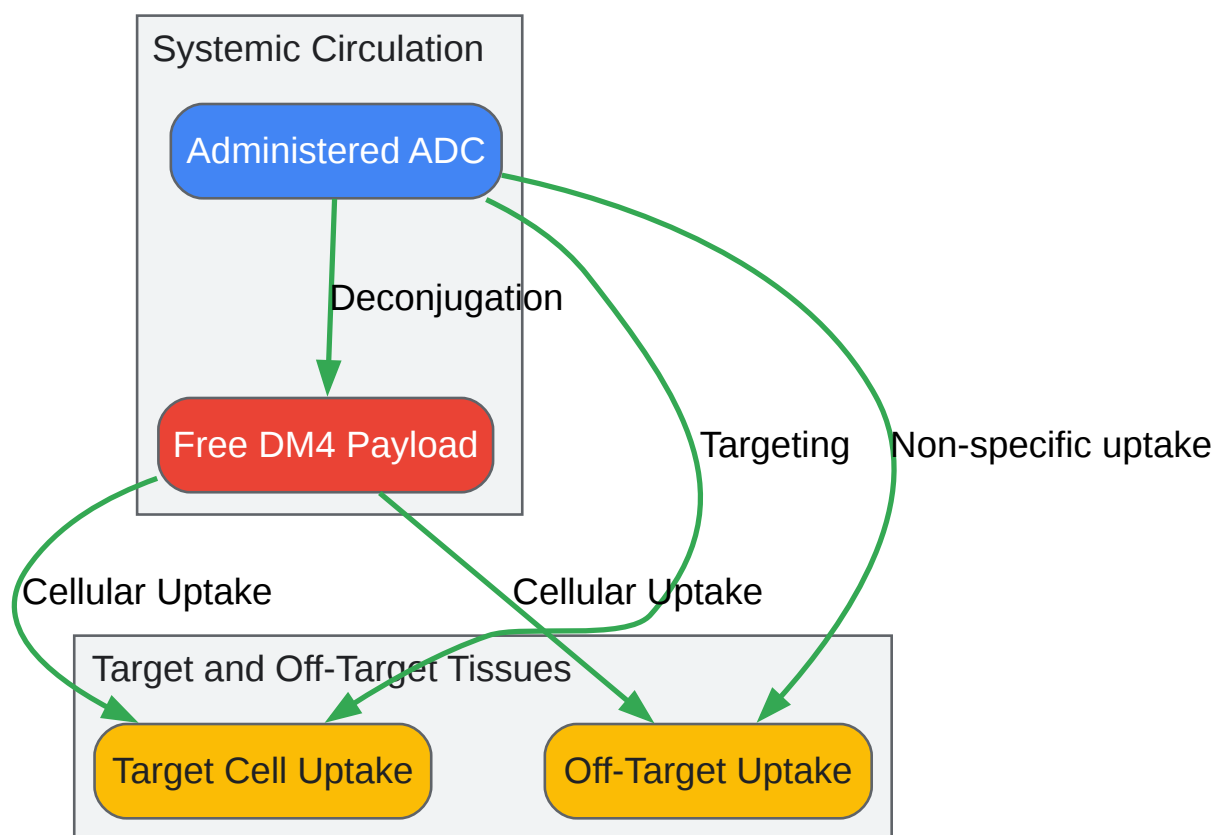 Systemic Circulation
Administered ADC
Deconjugation
Free DM4 Payload
Targeting
Non-specific uptake
Cellular Uptake
Cellular Uptake
Target and Off-Target Tissues
Target Cell Uptake
Off-Target Uptake